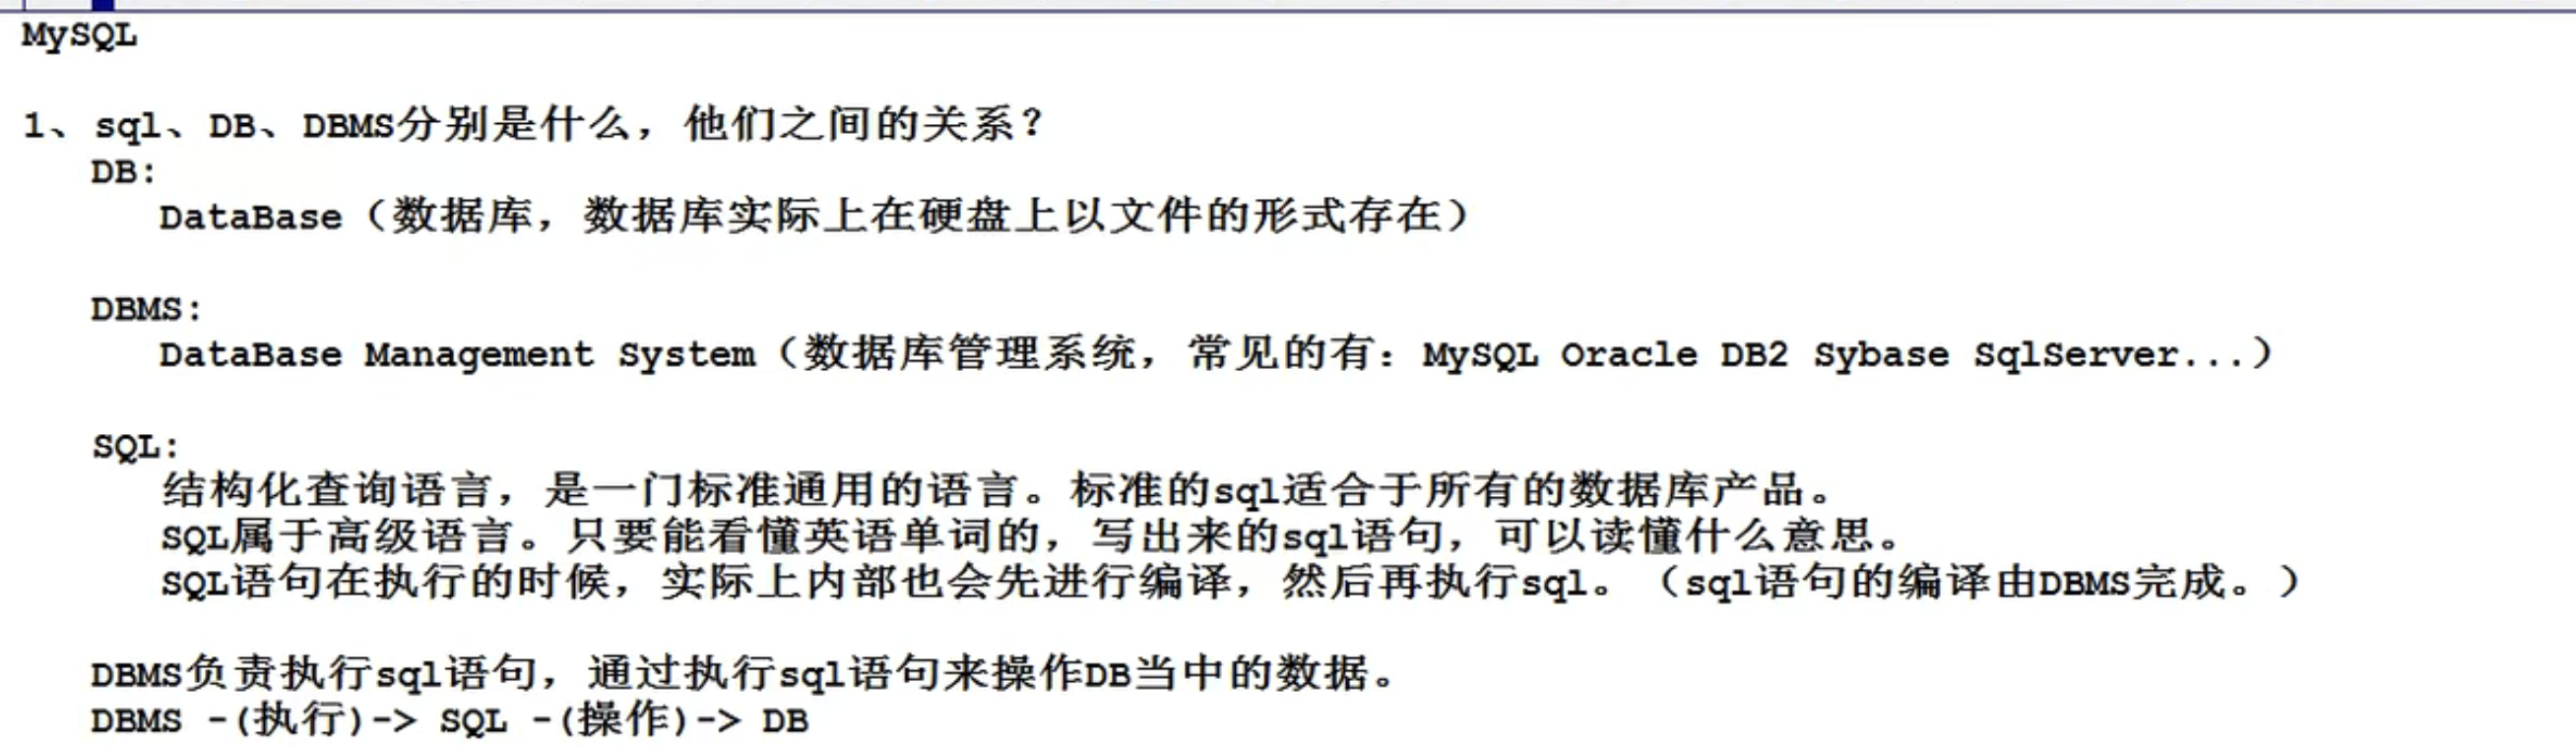 MySQL
1、sql、DB、DBMS分别是什么，他们之间的关系？
DB:
DataBase（数据库，数据库实际上在硬盘上以文件的形式存在）
DBMS:
DataBase Management System（数据库管理系统，常见的有：MySQL Oracle DB2 Sybase SqlServer...）
SQL:
结构化查询语言，是一门标准通用的语言。标准的sql适合于所有的数据库产品。
SQL属于高级语言。只要能看懂英语单词的，写出来的sql语句，可以读懂什么意思。
SQL语句在执行的时候，实际上内部也会先进行编译，然后再执行sql。（sql语句的编译由DBMS完成。）
DBMS负责执行sql语句，通过执行sql语句来操作DB当中的数据。
DBMS -(执行)-> SQL -(操作)-> DB